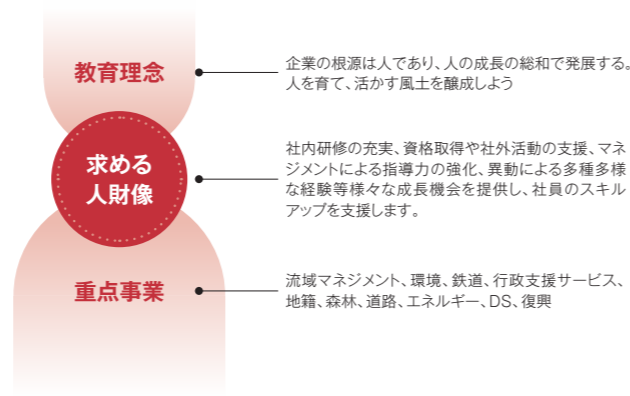 教育理念
企業の根源は人であり、人の成長の総和で発展する。
人を育て、活かす風土を醸成しよう
求める
人財像
社内研修の充実、資格取得や社外活動の支援、マネ
ジメントによる指導力の強化、異動による多種多様
な経験等様々な成長機会を提供し、社員のスキル
アップを支援します。
重点事業
流域マネジメント、環境、鉄道、行政支援サービス、
地籍、森林、道路、エネルギー、DS、復興